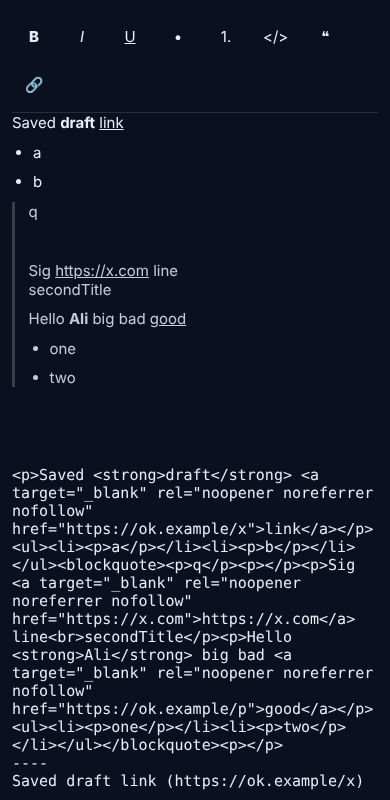 B I U • 1. </> ❝
🔗
Saved draft link
• a
• b
q
Sig https://x.com line
secondTitle
Hello Ali big bad good
• one
• two
<p>Saved <strong>draft</strong> <a
target="_blank" rel="noopener noreferrer
nofollow"
href="https://ok.example/x">link</a></p>
<ul><li><p>a</p></li><li><p>b</p></li>
</ul><blockquote><p>q</p><p></p><p>Sig
<a target="_blank" rel="noopener
noreferrer nofollow"
href="https://x.com">https://x.com</a>
line<br>secondTitle</p><p>Hello
<strong>Ali</strong> big bad <a
target="_blank" rel="noopener noreferrer
nofollow"
href="https://ok.example/p">good</a></p>
<ul><li><p>one</p></li><li><p>two</p>
</li></ul></blockquote><p></p>
----
Saved draft link (https://ok.example/x)